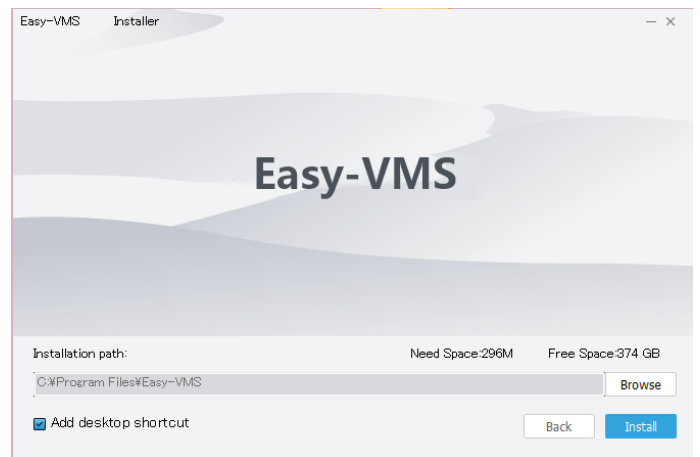 Easy-VMS Installer
Easy-VMS
Installation path: Need Space:296M Free Space:374 GB
C:¥Program Files¥Easy-VMS Browse
Add desktop shortcut Back Install